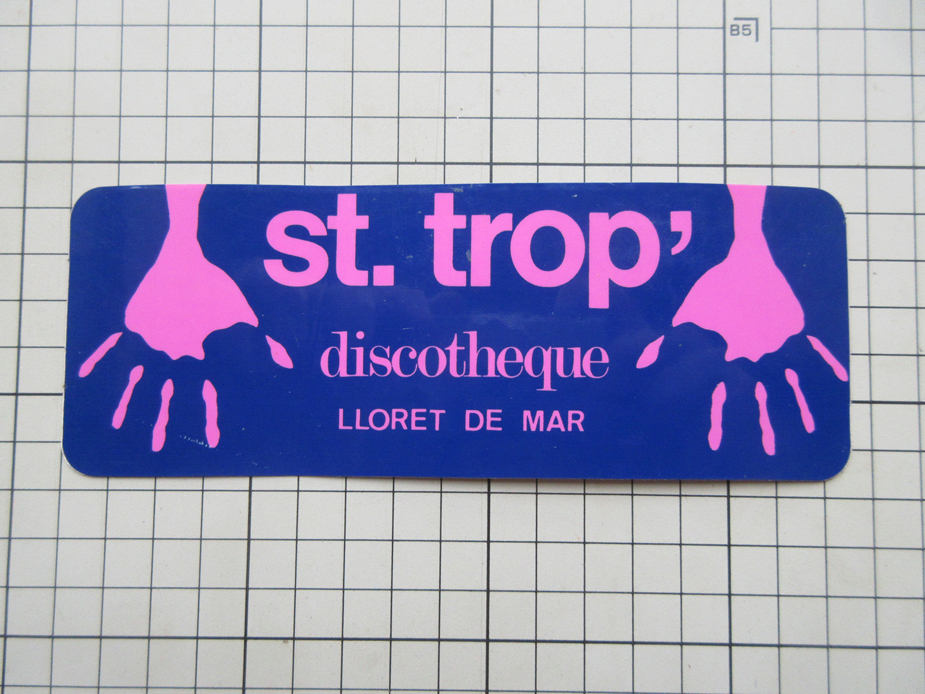 B5
st. trop’
discotheque
LLORET DE MAR